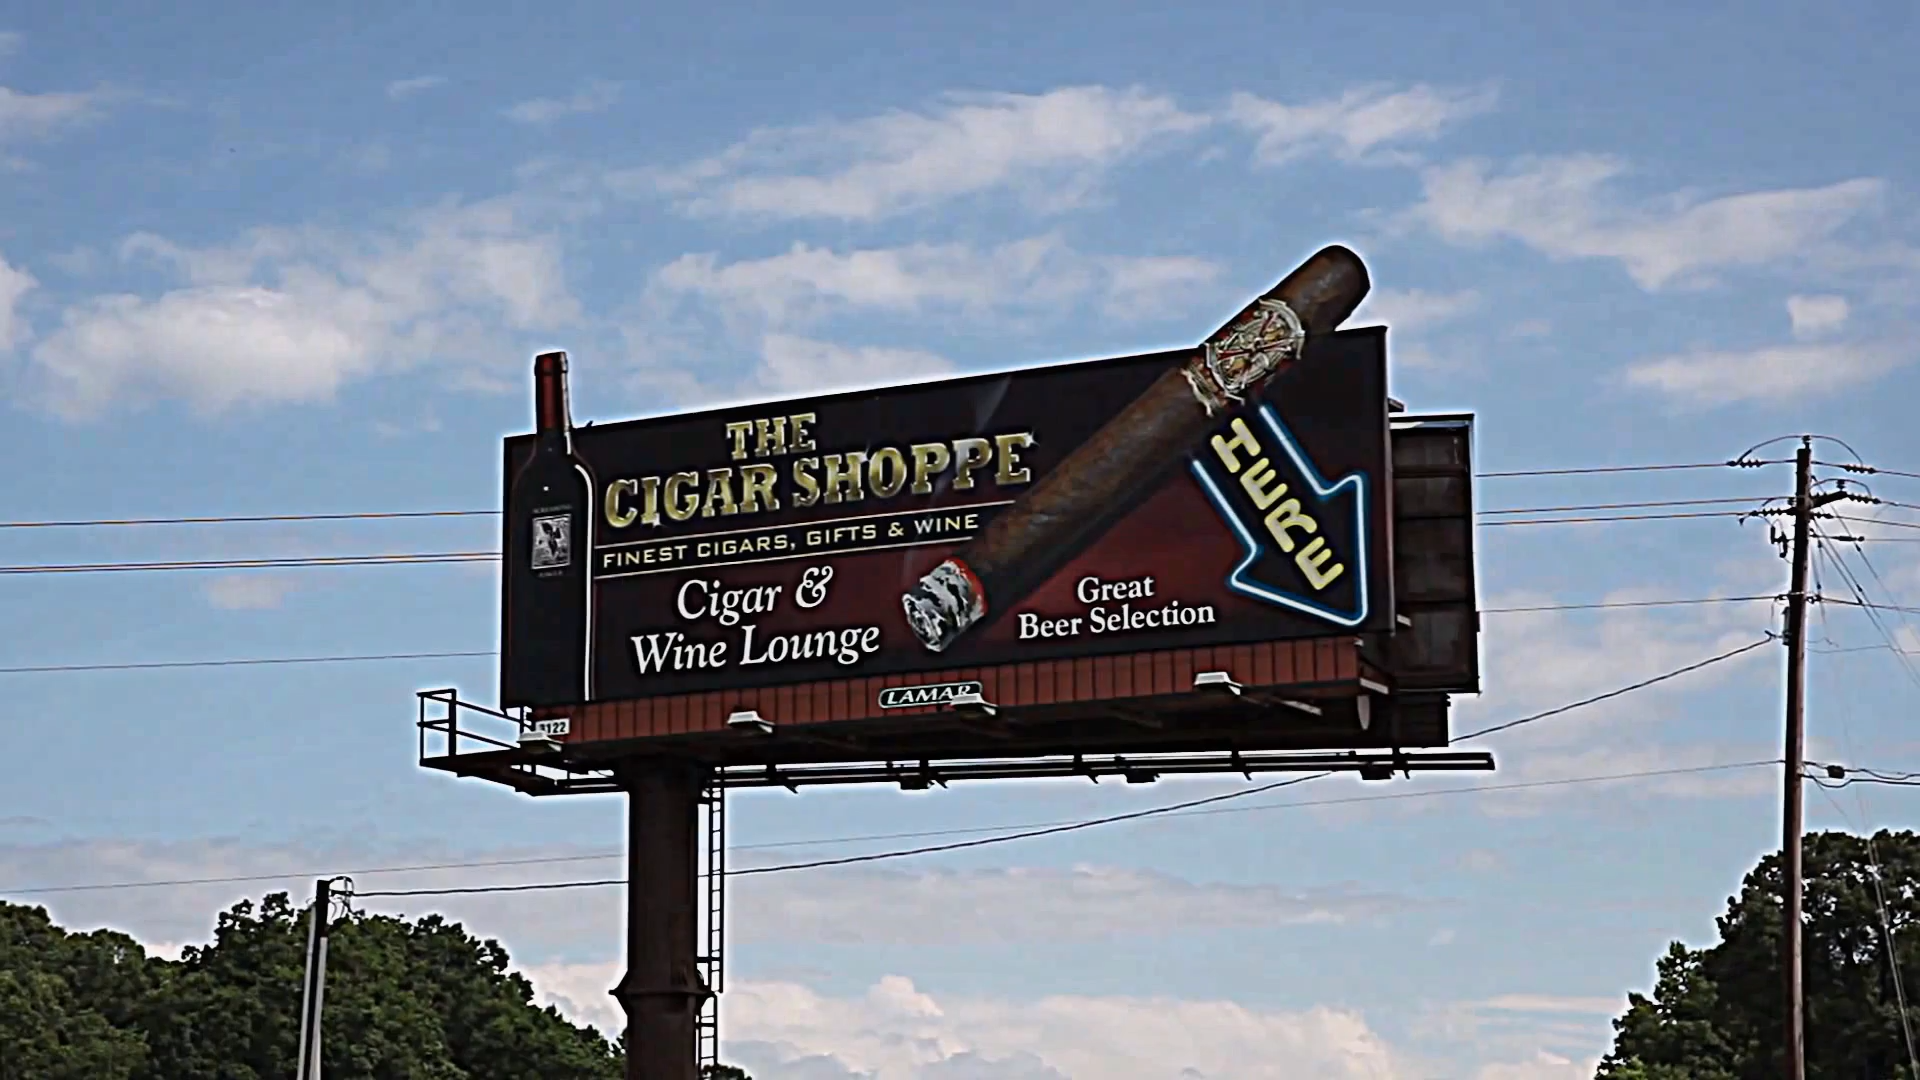 THE
CIGAR SHOPPE
FINEST CIGARS, GIFTS & WINE
Cigar &
Wine Lounge
Great
Beer Selection
HERE
LAMAR